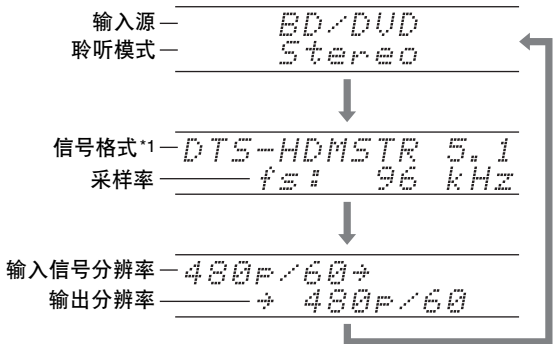 输入源 BD/DVD
聆听模式 Stereo
信号格式*1 DTS-HDMSTR 5.1
采样率 fs: 96 kHz
输入信号分辨率 480p/60→
输出分辨率 → 480p/60